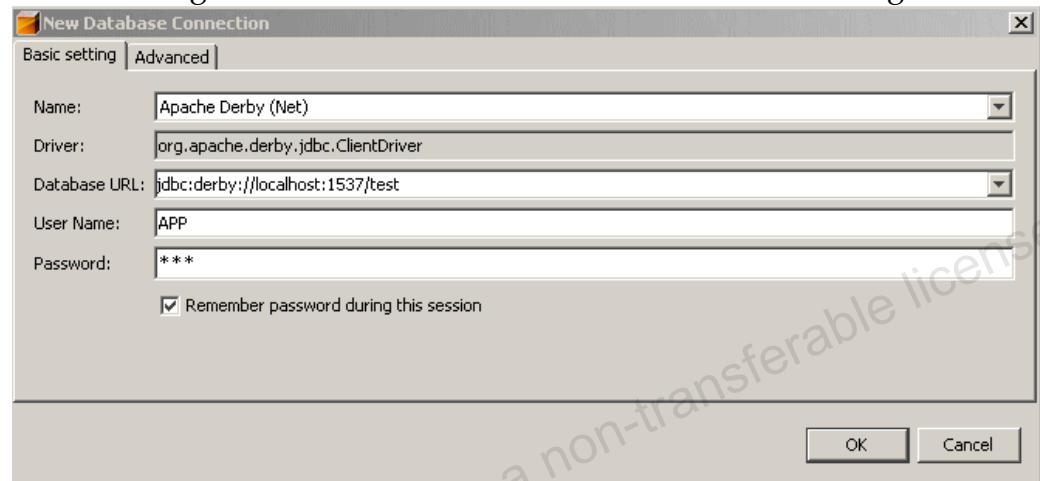 New Database Connection
Basic setting Advanced
Name: Apache Derby (Net)
Driver: org.apache.derby.jdbc.ClientDriver
Database URL: jdbc:derby://localhost:1537/test
User Name: APP
Password: ***
Remember password during this session
a non-transferable license
OK Cancel